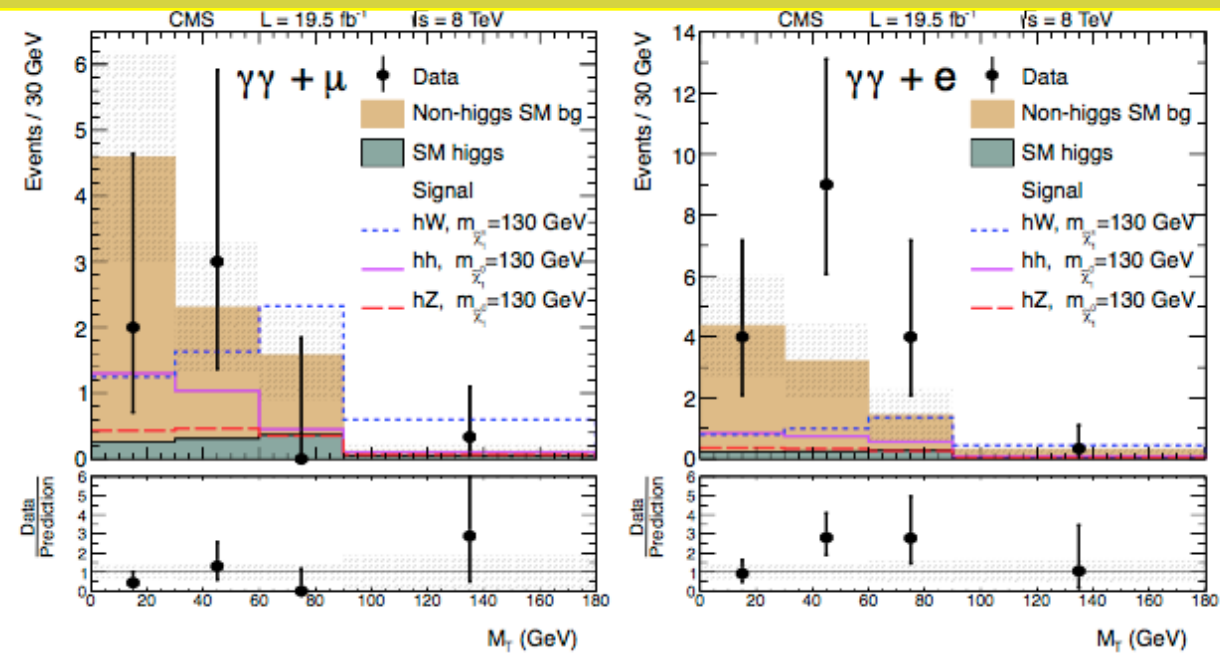 CMS L = 19.5 fb⁻¹ √s = 8 TeV
Events / 30 GeV
6
5
4
3
2
1
0
γγ + μ
Data
Non-higgs SM bg
SM higgs
Signal
hW, m =130 GeV
hh, m =130 GeV
hZ, m =130 GeV
Data
Prediction
6
5
4
3
2
1
0
0 20 40 60 80 100 120 140 160 180
M_T (GeV)
CMS L = 19.5 fb⁻¹ √s = 8 TeV
Events / 30 GeV
14
12
10
8
6
4
2
0
γγ + e
Data
Non-higgs SM bg
SM higgs
Signal
hW, m =130 GeV
hh, m =130 GeV
hZ, m =130 GeV
Data
Prediction
6
5
4
3
2
1
0
0 20 40 60 80 100 120 140 160 180
M_T (GeV)